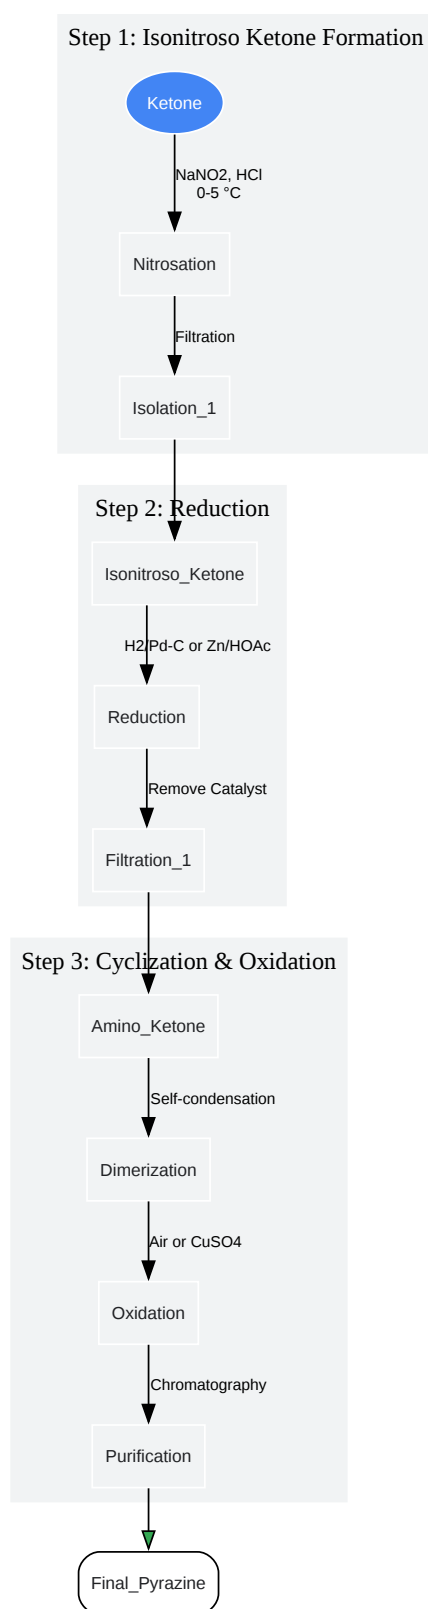 Step 1: Isonitroso Ketone Formation
Ketone
NaNO2, HCl
0-5 °C
Nitrosation
Filtration
Isolation_1
Step 2: Reduction
Isonitroso_Ketone
H2/Pd-C or Zn/HOAc
Reduction
Remove Catalyst
Filtration_1
Step 3: Cyclization & Oxidation
Amino_Ketone
Self-condensation
Dimerization
Air or CuSO4
Oxidation
Chromatography
Purification
Final_Pyrazine